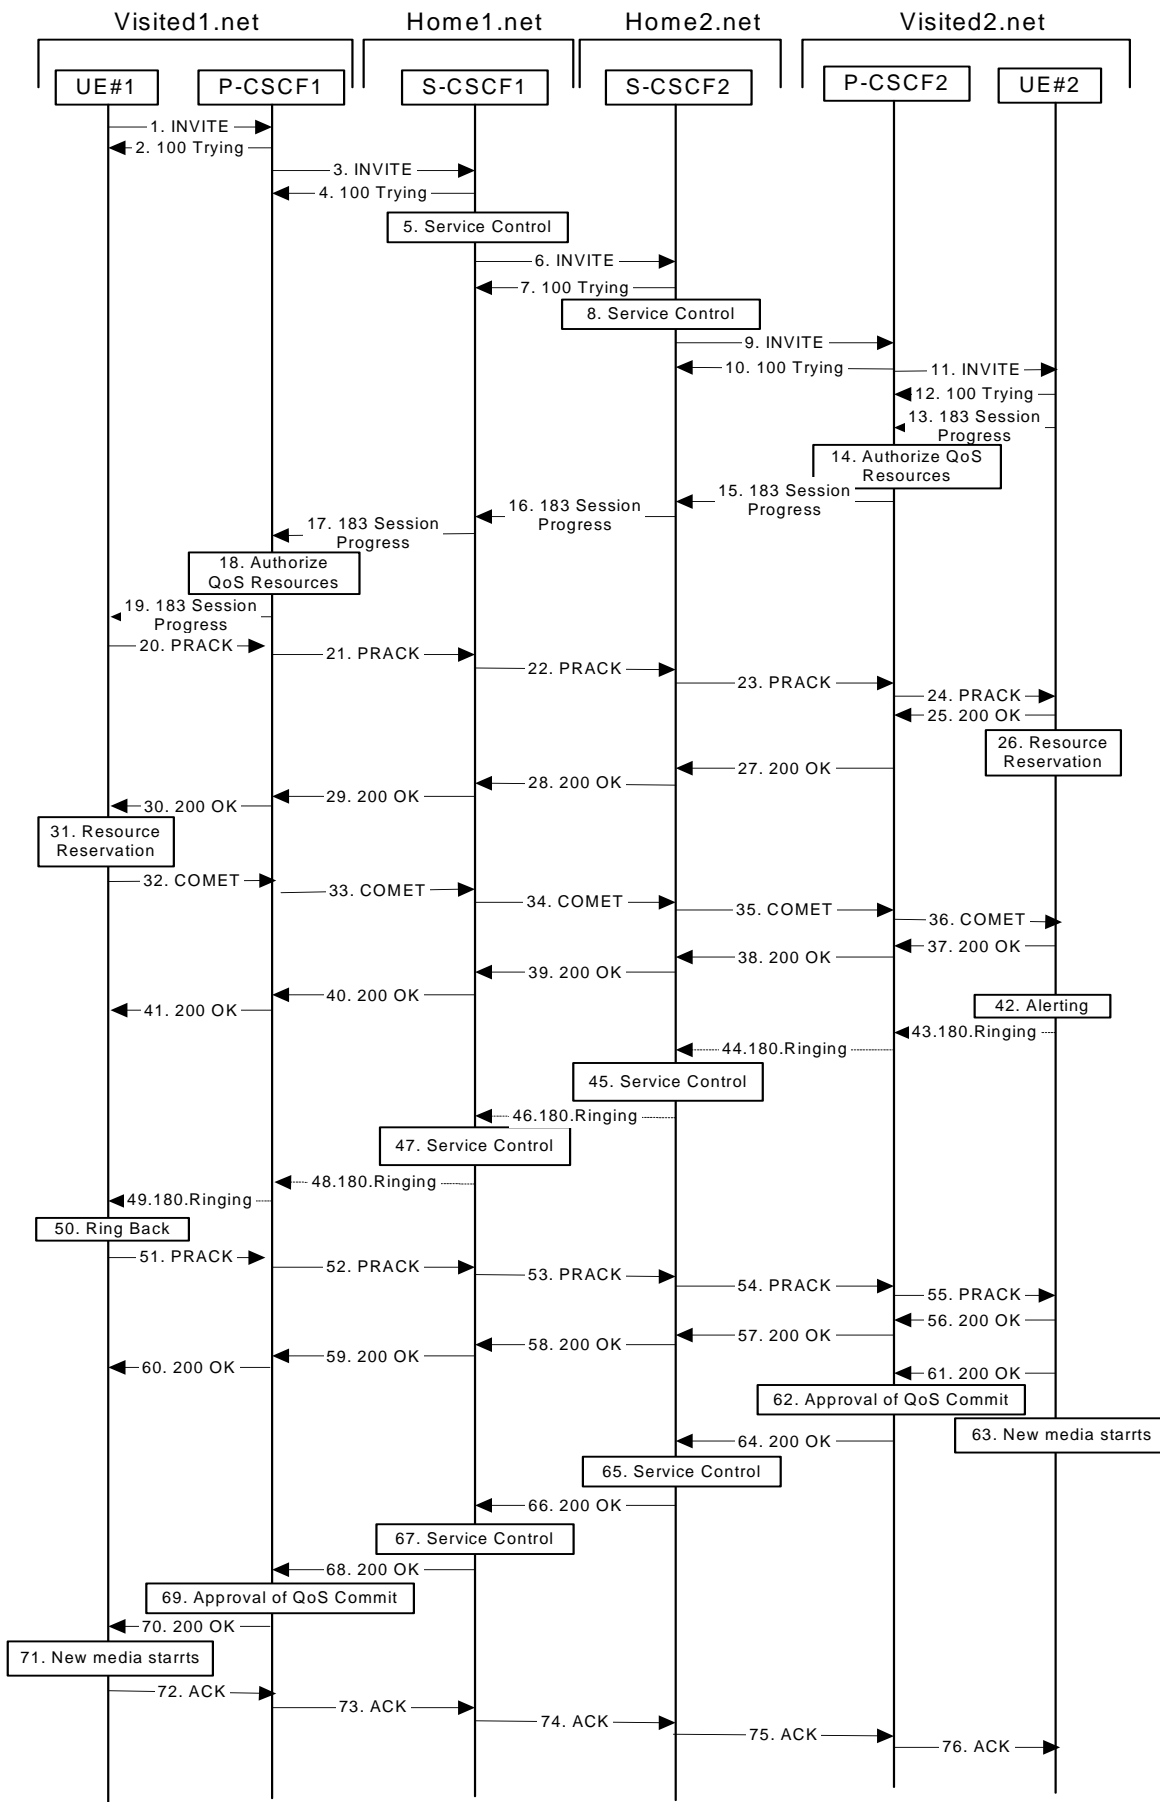 Visited1.net
Home1.net
Home2.net
Visited2.net
UE#1
P-CSCF1
S-CSCF1
S-CSCF2
P-CSCF2
UE#2
1. INVITE
2. 100 Trying
3. INVITE
4. 100 Trying
5. Service Control
6. INVITE
7. 100 Trying
8. Service Control
9. INVITE
10. 100 Trying
11. INVITE
12. 100 Trying
13. 183 Session
Progress
14. Authorize QoS
Resources
15. 183 Session
Progress
16. 183 Session
Progress
17. 183 Session
Progress
18. Authorize
QoS Resources
19. 183 Session
Progress
20. PRACK
21. PRACK
22. PRACK
23. PRACK
24. PRACK
25. 200 OK
26. Resource
Reservation
27. 200 OK
28. 200 OK
29. 200 OK
30. 200 OK
31. Resource
Reservation
32. COMET
33. COMET
34. COMET
35. COMET
36. COMET
37. 200 OK
38. 200 OK
39. 200 OK
40. 200 OK
41. 200 OK
42. Alerting
43.180.Ringing
44.180.Ringing
45. Service Control
46.180.Ringing
47. Service Control
48.180.Ringing
49.180.Ringing
50. Ring Back
51. PRACK
52. PRACK
53. PRACK
54. PRACK
55. PRACK
56. 200 OK
57. 200 OK
58. 200 OK
59. 200 OK
60. 200 OK
61. 200 OK
62. Approval of QoS Commit
63. New media starrts
64. 200 OK
65. Service Control
66. 200 OK
67. Service Control
68. 200 OK
69. Approval of QoS Commit
70. 200 OK
71. New media starrts
72. ACK
73. ACK
74. ACK
75. ACK
76. ACK